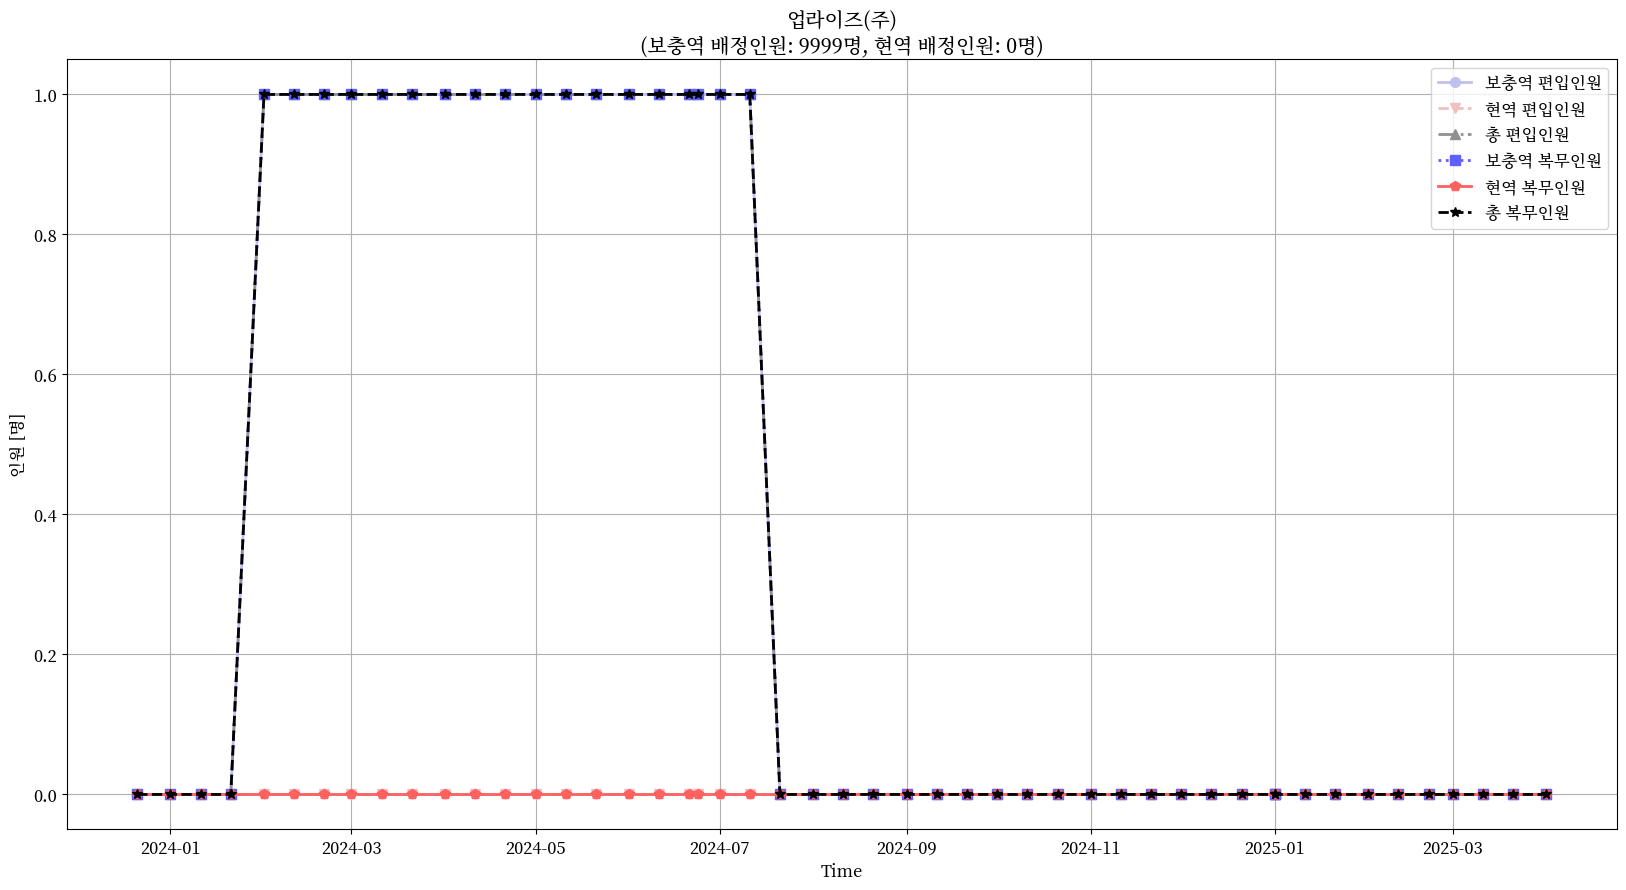 업라이즈(주)
(보충역 배정인원: 9999명, 현역 배정인원: 0명)
보충역 편입인원
현역 편입인원
총 편입인원
보충역 복무인원
현역 복무인원
총 복무인원
인원 [명]
1.0
0.8
0.6
0.4
0.2
0.0
2024-01
2024-03
2024-05
2024-07
2024-09
2024-11
2025-01
2025-03
Time